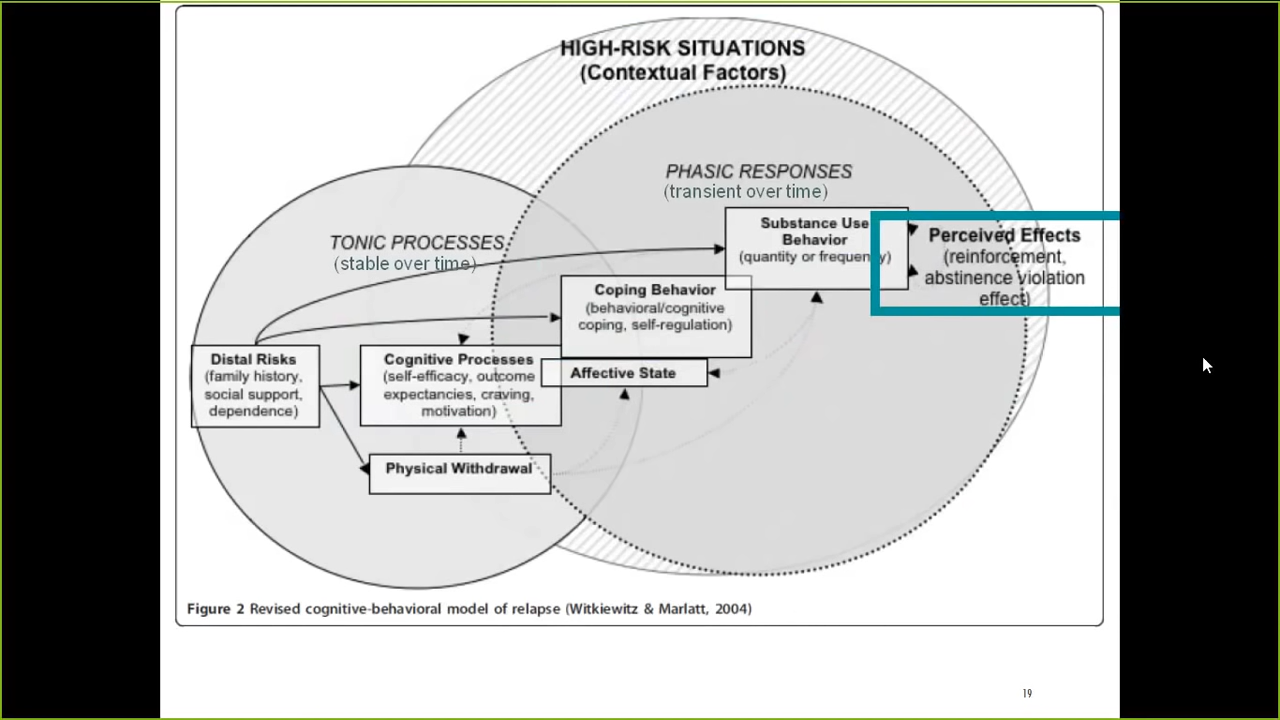 HIGH-RISK SITUATIONS
(Contextual Factors)
PHASIC RESPONSES
(transient over time)
TONIC PROCESSES
(stable over time)
Substance Use
Behavior
(quantity or frequency)
Perceived Effects
(reinforcement,
abstinence violation
effect)
Coping Behavior
(behavioral/cognitive
coping, self-regulation)
Distal Risks
(family history,
social support,
dependence)
Cognitive Processes
(self-efficacy, outcome
expectancies, craving,
motivation)
Affective State
Physical Withdrawal
Figure 2 Revised cognitive-behavioral model of relapse (Witkiewitz & Marlatt, 2004)
19